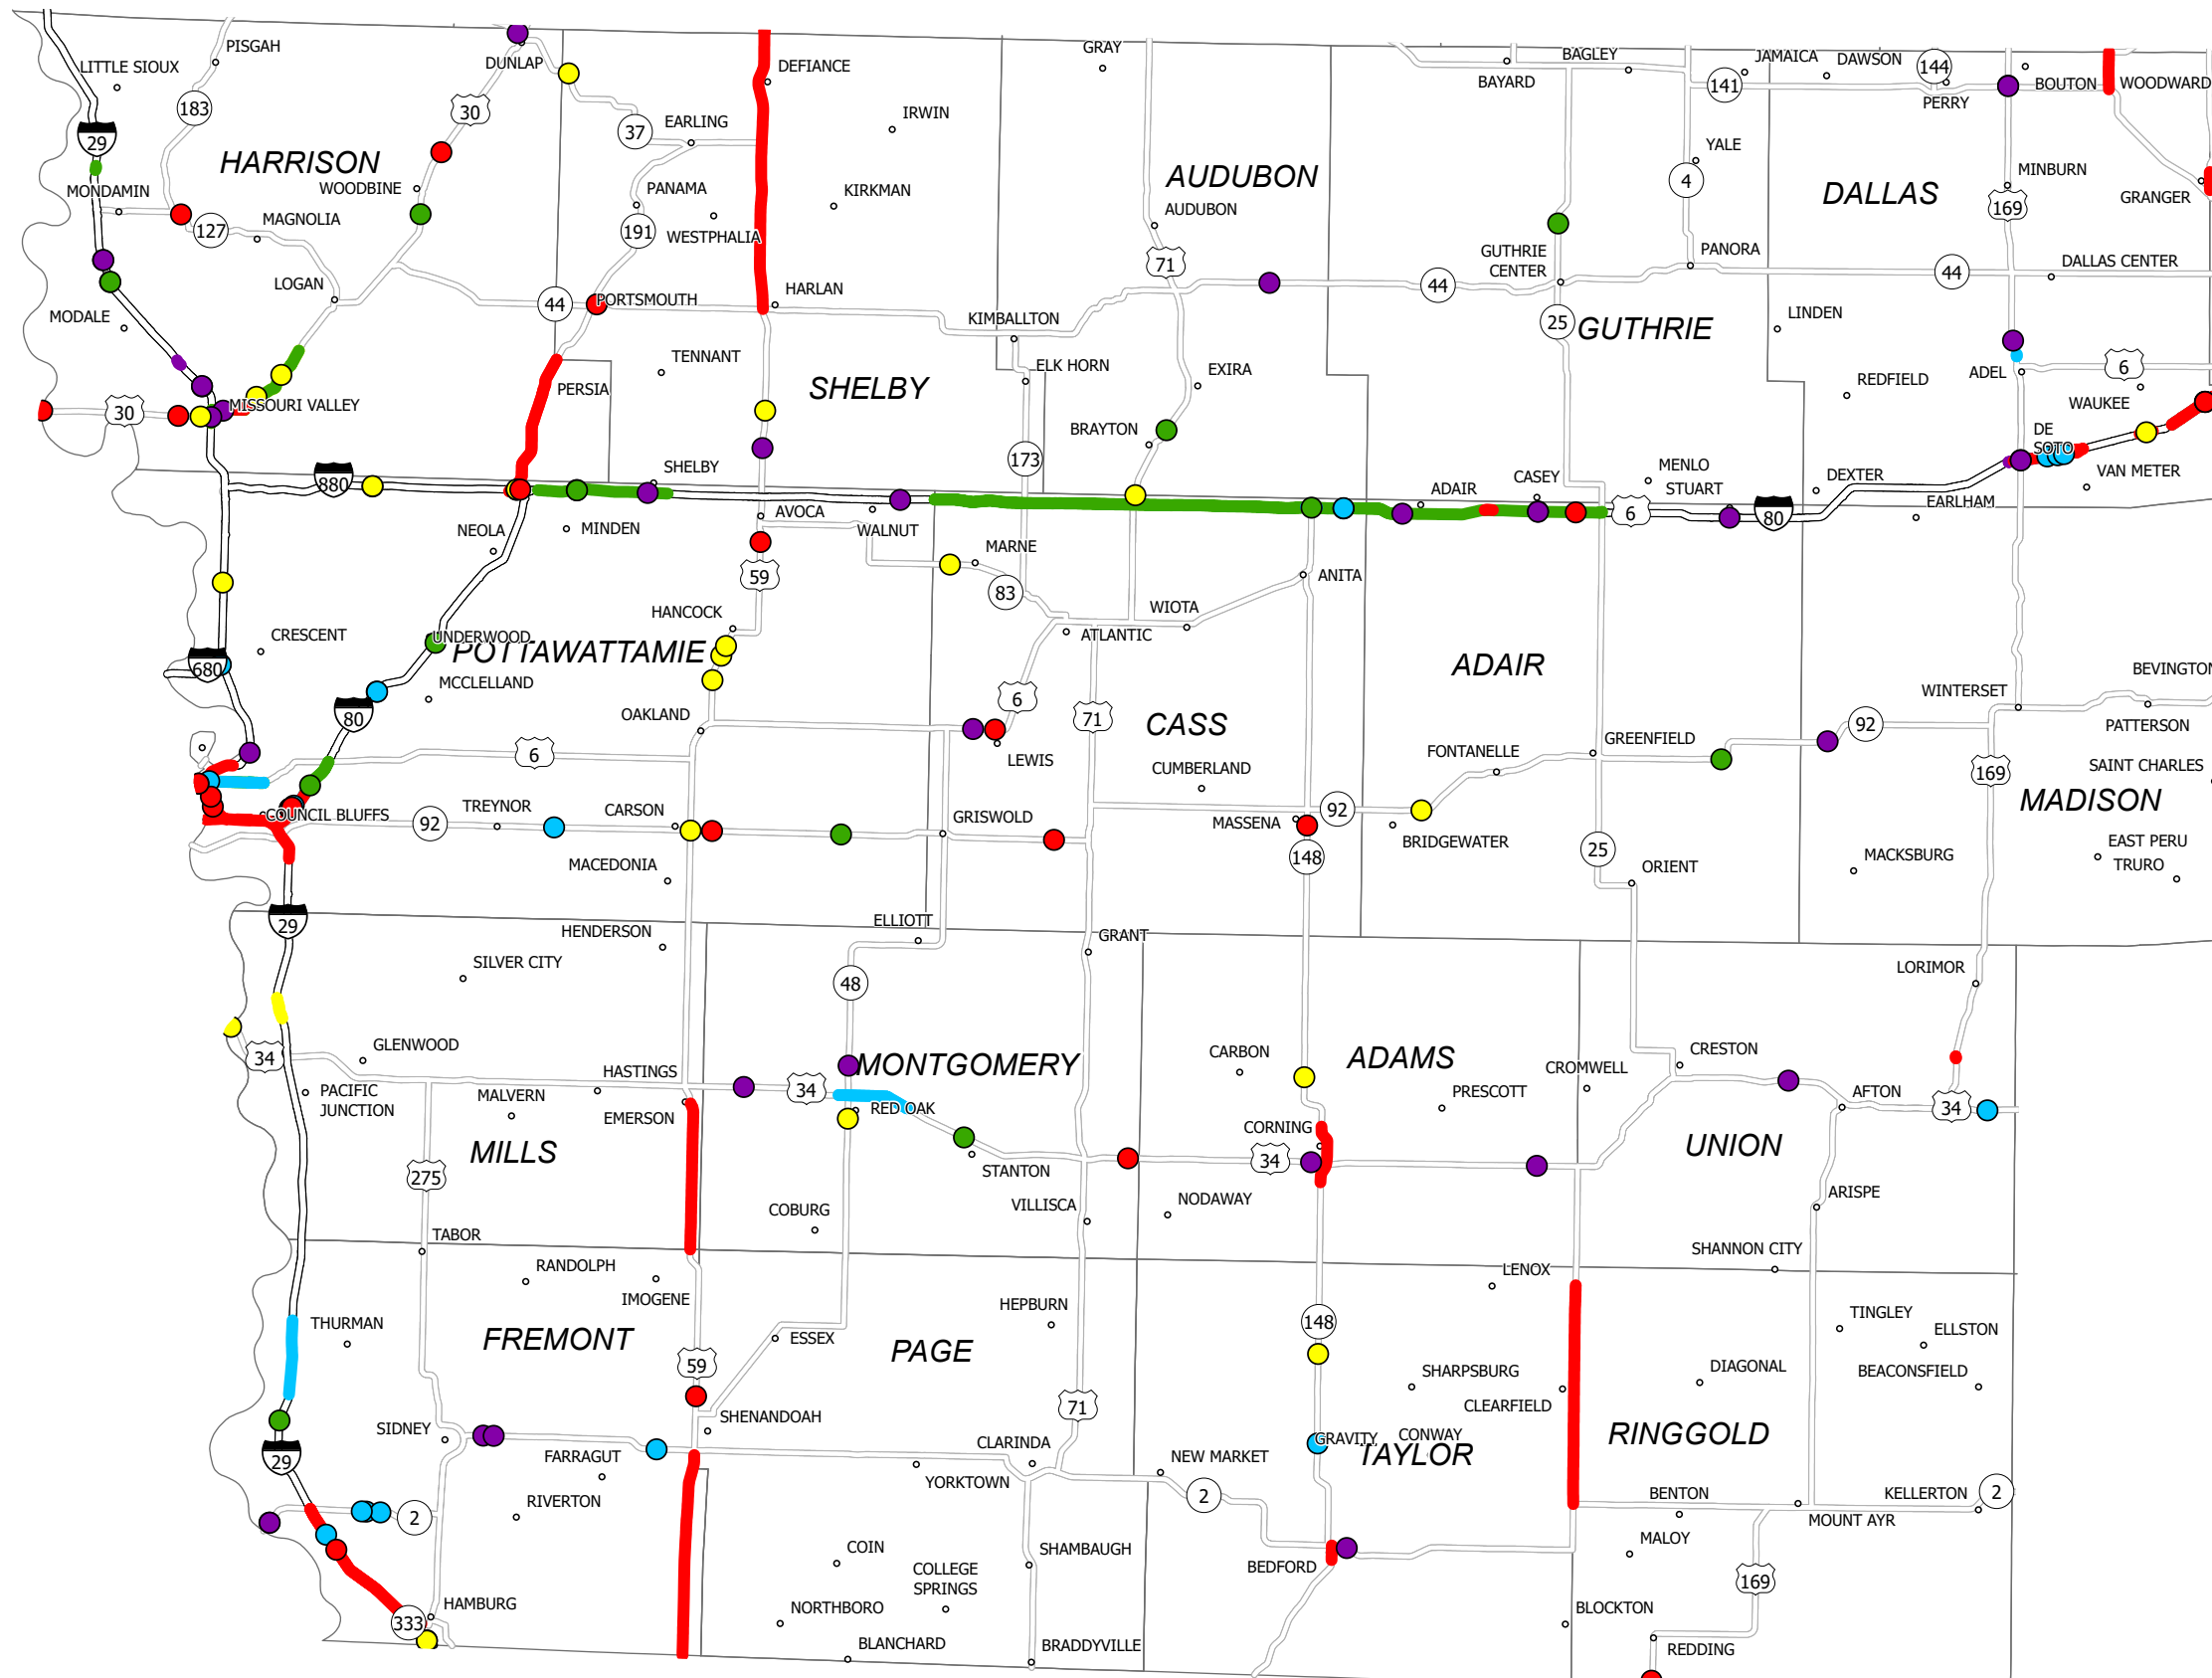 PISGAH
LITTLE SIOUX
183
29
HARRISON
MONDAMIN
127
MAGNOLIA
WOODBINE
30
DUNLAP
LOGAN
MODALE
30
MISSOURI VALLEY
37
EARLING
PANAMA
191
WESTPHALIA
DEFIANCE
IRWIN
KIRKMAN
44
PORTSMOUTH
HARLAN
TENNANT
PERSIA
SHELBY
KIMBALLTON
ELK HORN
GRAY
AUDUBON
AUDUBON
71
EXIRA
BRAYTON
173
44
BAYARD
BAGLEY
141
JAMAICA
DAWSON
144
PERRY
BOUTON
WOODWARD
YALE
4
MINBURN
DALLAS
169
GRANGER
GUTHRIE
CENTER
PANORA
44
DALLAS CENTER
25
GUTHRIE
LINDEN
ADEL
6
REDFIELD
WAUKEE
DE
SOTO
VAN METER
880
SHELBY
NEOLA
MINDEN
AVOCA
WALNUT
59
MARNE
83
ADAIR
CASEY
MENLO
STUART
6
80
DEXTER
EARLHAM
ANITA
WIOTA
ATLANTIC
HANCOCK
CRESCENT
UNDERWOOD
POTTAWATTAMIE
680
MCCLELLAND
80
OAKLAND
6
6
71
CASS
LEWIS
CUMBERLAND
ADAIR
FONTANELLE
GREENFIELD
WINTERSET
BEVINGTON
92
PATTERSON
169
SAINT CHARLES
MADISON
COUNCIL BLUFFS
92
TREYNOR
CARSON
GRISWOLD
MASSENA
92
BRIDGEWATER
148
25
MACEDONIA
ORIENT
MACKSBURG
EAST PERU
TRURO
29
HENDERSON
ELLIOTT
GRANT
SILVER CITY
48
LORIMOR
34
GLENWOOD
PACIFIC
JUNCTION
MALVERN
HASTINGS
EMERSON
34
MONTGOMERY
RED OAK
CARBON
ADAMS
PRESCOTT
CROMWELL
CRESTON
AFTON
34
MILLS
275
STANTON
VILLISCA
CORNING
34
NODAWAY
UNION
COBURG
ARISPE
TABOR
RANDOLPH
IMOGENE
SHANNON CITY
LENOX
THURMAN
FREMONT
59
ESSEX
HEPBURN
PAGE
148
TINGLEY
ELLSTON
SHARPSBURG
CLEARFIELD
DIAGONAL
BEACONSFIELD
71
SHENANDOAH
SIDNEY
29
FARRAGUT
CLARINDA
YORKTOWN
NEW MARKET
GRAVITY
CONWAY
TAYLOR
RINGGOLD
2
RIVERTON
2
BENTON
KELLERTON
2
MOUNT AYR
MALOY
COIN
COLLEGE
SPRINGS
SHAMBAUGH
BEDFORD
169
333
HAMBURG
NORTHBORO
BLANCHARD
BRADDYVILLE
BLOCKTON
REDDING